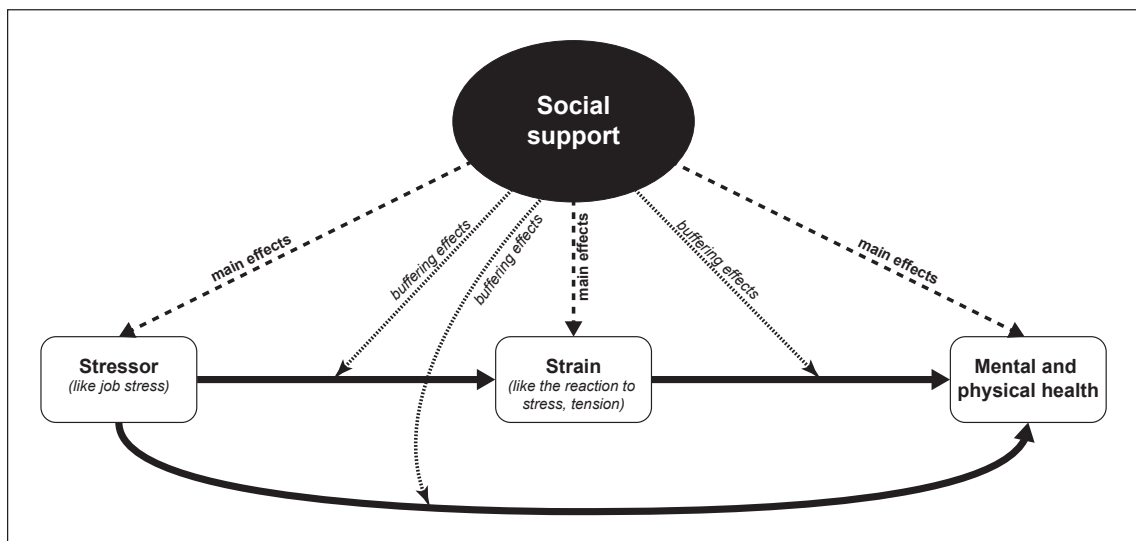 Social
support
main effects
buffering effects
buffering effects
main effects
buffering effects
main effects
Stressor
(like job stress)
Strain
(like the reaction to
stress, tension)
Mental and
physical health